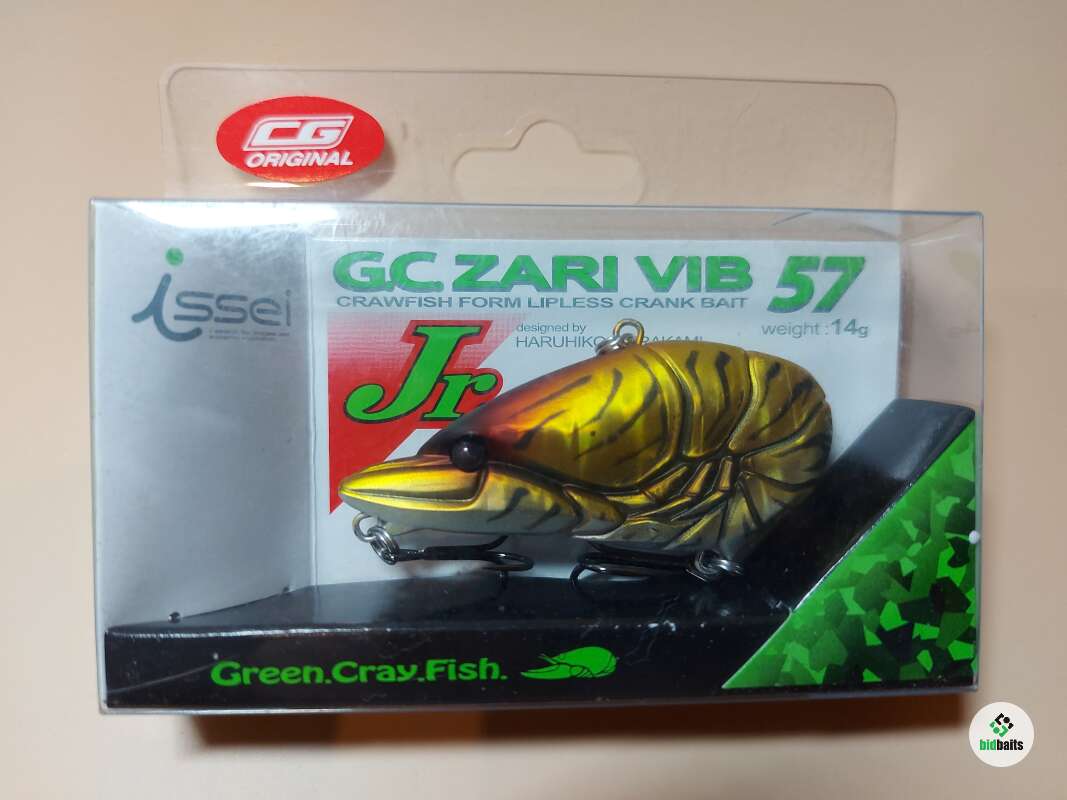 CG
ORIGINAL
issei
G.C. ZARI VIB 57
CRAWFISH FORM LIPLESS CRANK BAIT
weight : 14g
Jr
designed by
Green.Cray.Fish.
bidbaits